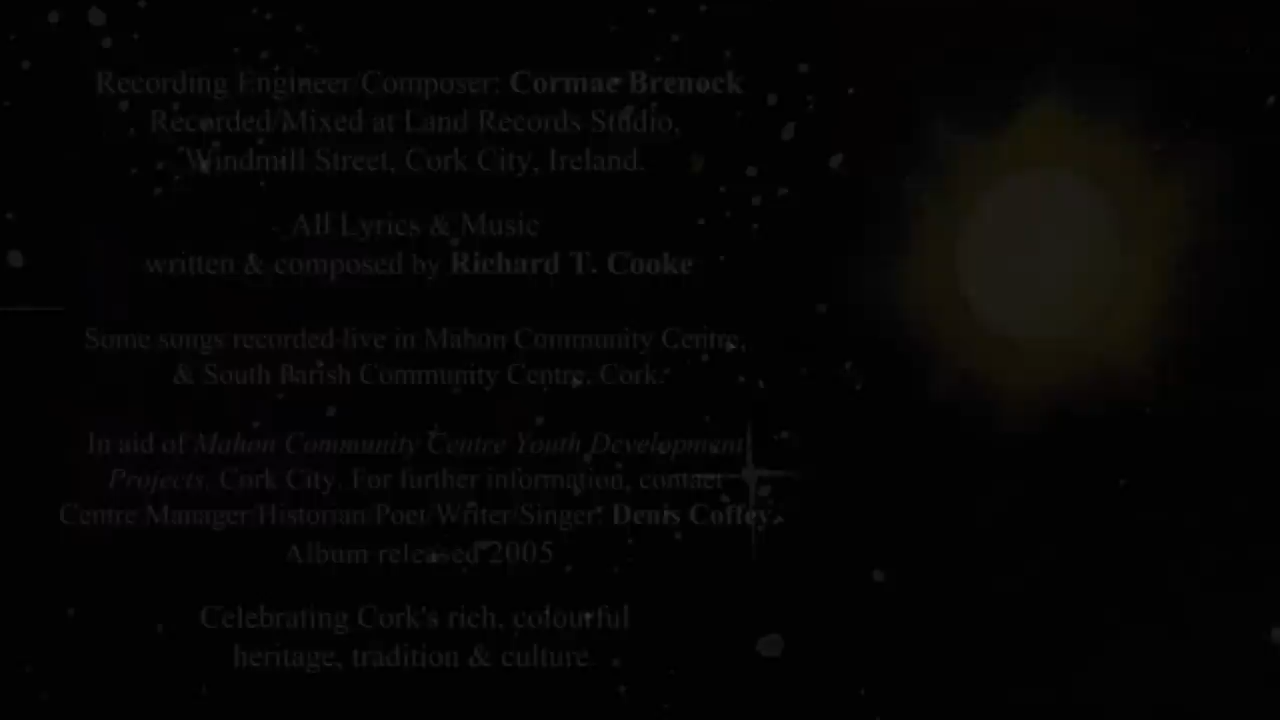 Recording Engineer/Composer: Cormac Brenock
Recorded/Mixed at Land Records Studio,
Windmill Street, Cork City, Ireland.
All Lyrics & Music
written & composed by Richard T. Cooke
Some songs recorded live in Mahon Community Centre,
& South Parish Community Centre, Cork.
In aid of Mahon Community Centre Youth Development
Projects, Cork City. For further information, contact
Centre Manager/Historian/Poet/Writer/Singer: Denis Coffey.
Album released 2005
Celebrating Cork's rich, colourful
heritage, tradition & culture.